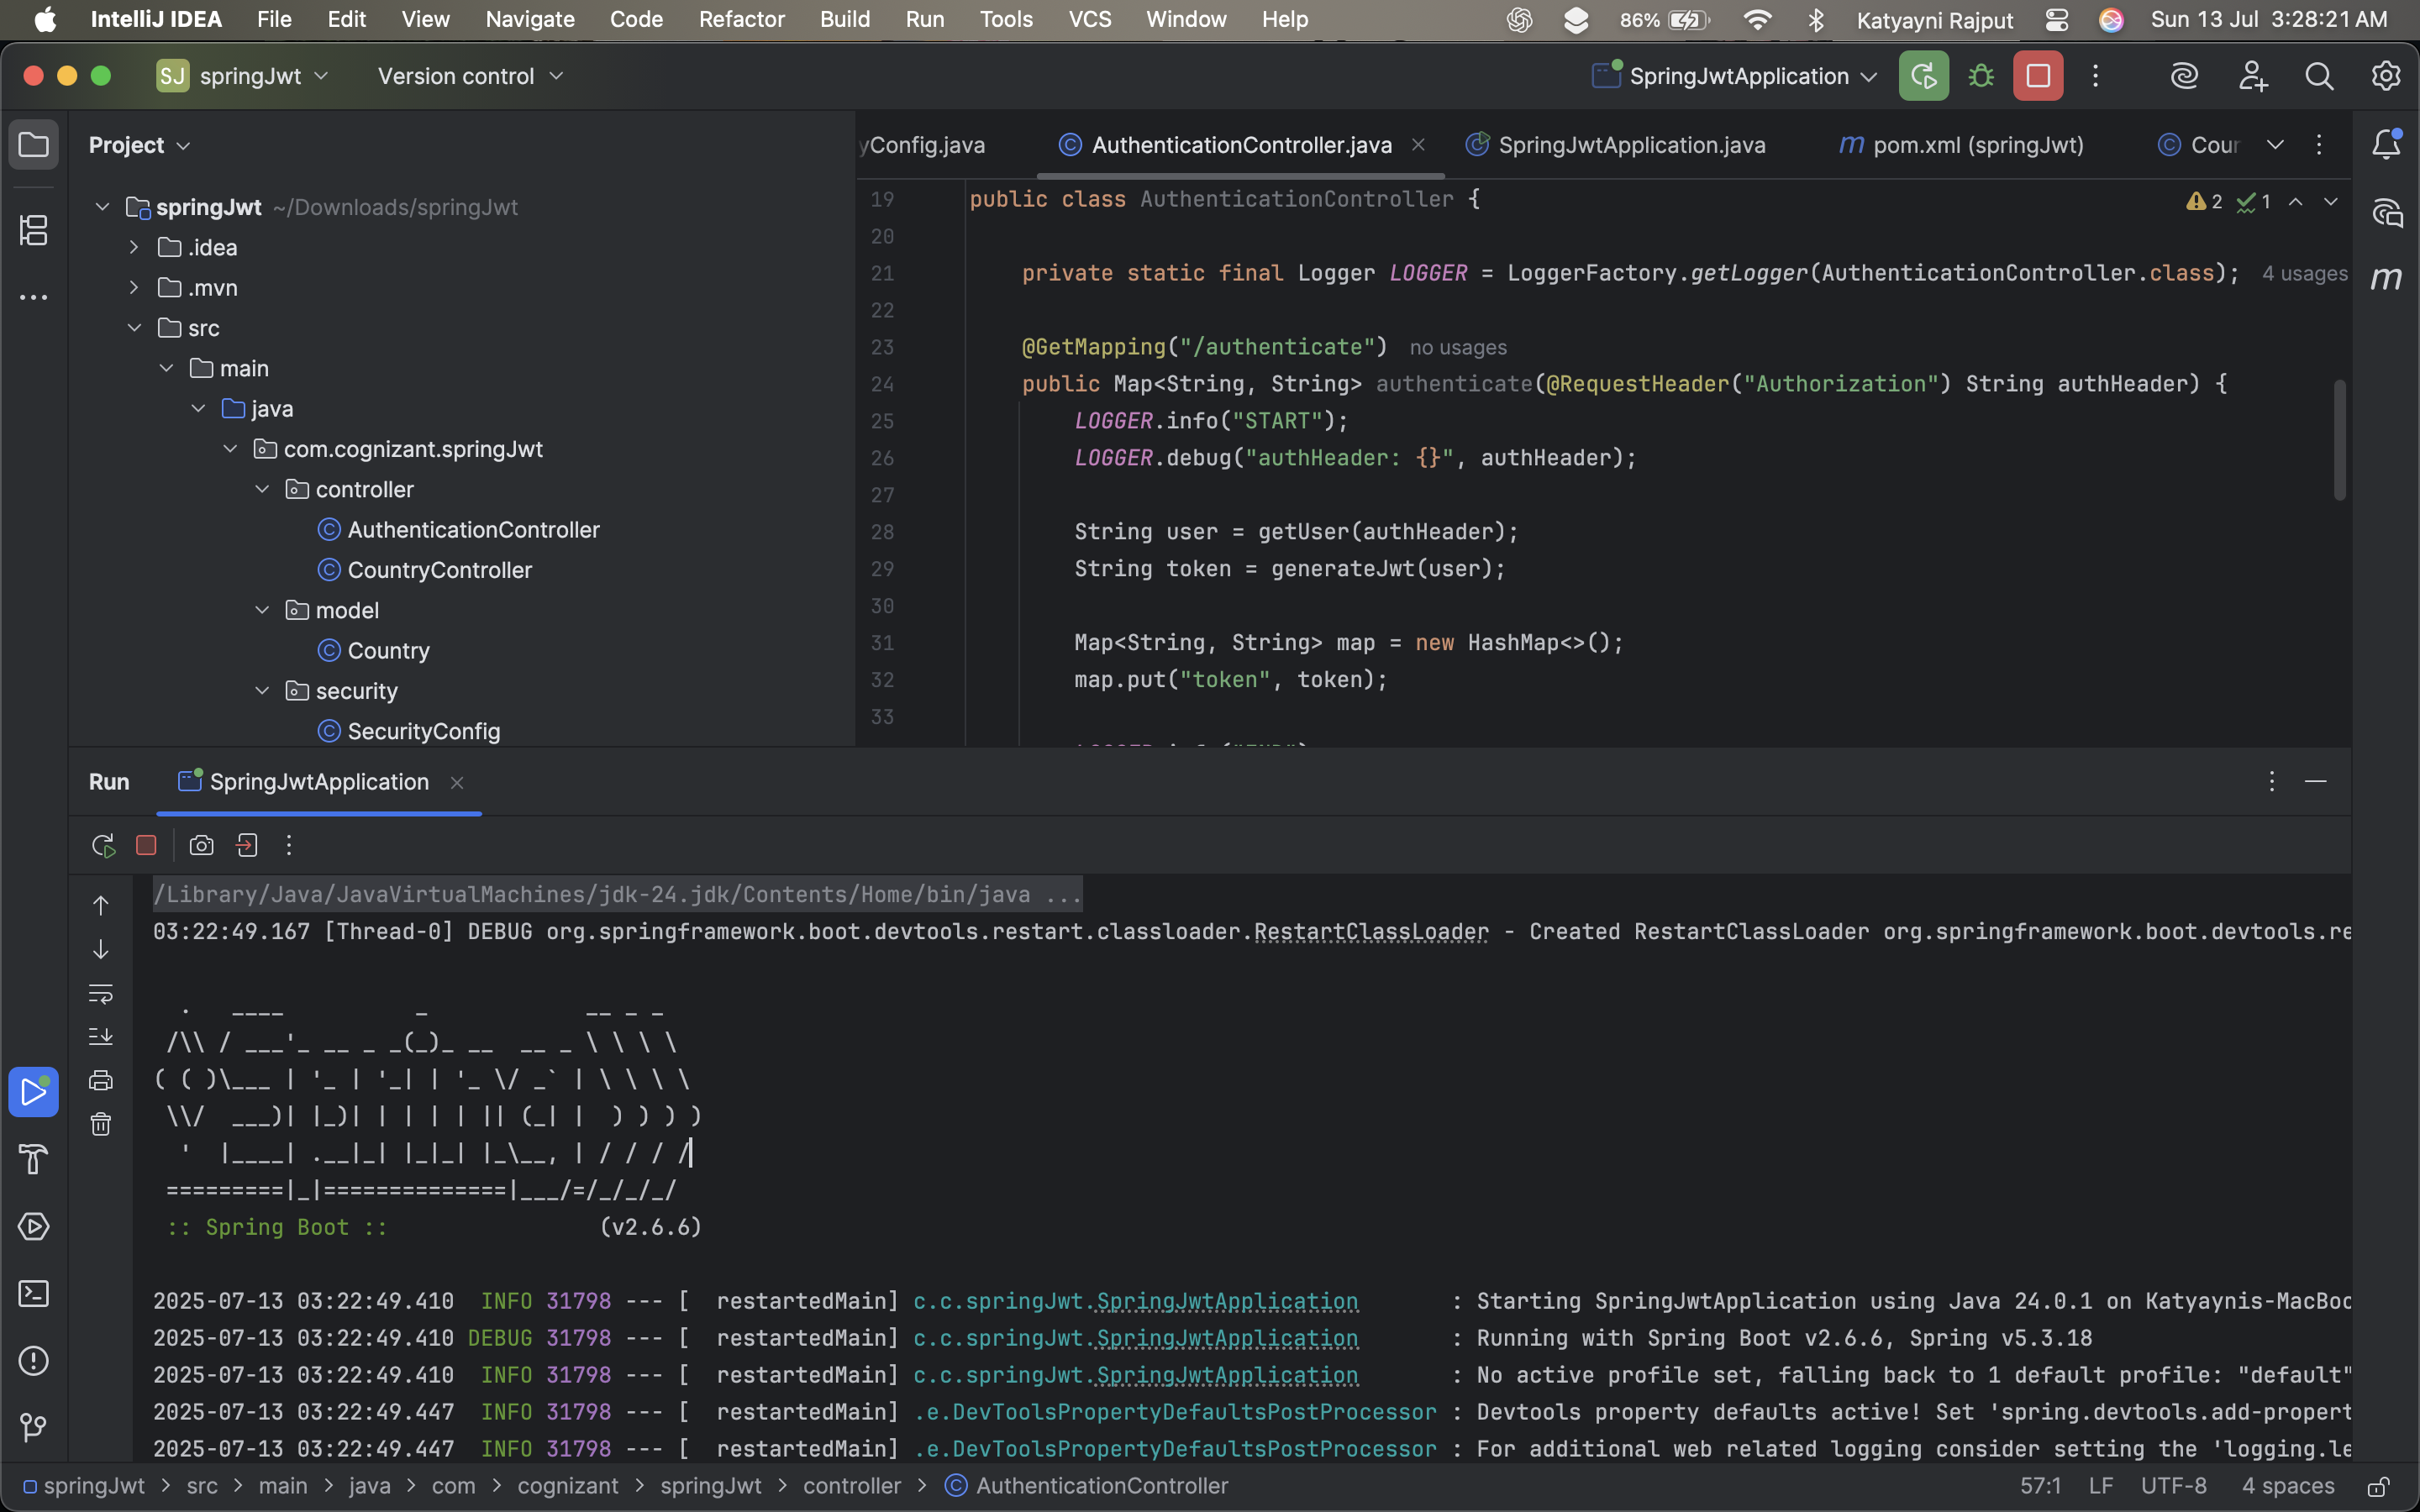 IntelliJ IDEA File Edit View Navigate Code Refactor Build Run Tools VCS Window Help 86% Katyayni Rajput Sun 13 Jul 3:28:21 AM
SJ springJwt Version control SpringJwtApplication
Project
yConfig.java AuthenticationController.java SpringJwtApplication.java m pom.xml (springJwt) Cour
springJwt ~/Downloads/springJwt
.idea
.mvn
src
main
java
com.cognizant.springJwt
controller
AuthenticationController
CountryController
model
Country
security
SecurityConfig
2 1
19 public class AuthenticationController {
20
21 private static final Logger LOGGER = LoggerFactory.getLogger(AuthenticationController.class); 4 usages
22
23 @GetMapping("/authenticate") no usages
24 public Map<String, String> authenticate(@RequestHeader("Authorization") String authHeader) {
25 LOGGER.info("START");
26 LOGGER.debug("authHeader: {}", authHeader);
27
28 String user = getUser(authHeader);
29 String token = generateJwt(user);
30
31 Map<String, String> map = new HashMap<>();
32 map.put("token", token);
33
m
Run SpringJwtApplication
/Library/Java/JavaVirtualMachines/jdk-24.jdk/Contents/Home/bin/java ...
03:22:49.167 [Thread-0] DEBUG org.springframework.boot.devtools.restart.classloader.RestartClassLoader - Created RestartClassLoader org.springframework.boot.devtools.re
  .   ____          _            __ _ _
 /\\ / ___'_ __ _ _(_)_ __  __ _ \ \ \ \
( ( )\___ | '_ | '_| | '_ \/ _` | \ \ \ \
 \\/  ___)| |_)| | | | | || (_| |  ) ) ) )
  '  |____| .__|_| |_|_| |_\__, | / / / /
 =========|_|==============|___/=/_/_/_/
:: Spring Boot :: (v2.6.6)
2025-07-13 03:22:49.410 INFO 31798 --- [ restartedMain] c.c.springJwt.SpringJwtApplication : Starting SpringJwtApplication using Java 24.0.1 on Katyaynis-MacBoo
2025-07-13 03:22:49.410 DEBUG 31798 --- [ restartedMain] c.c.springJwt.SpringJwtApplication : Running with Spring Boot v2.6.6, Spring v5.3.18
2025-07-13 03:22:49.410 INFO 31798 --- [ restartedMain] c.c.springJwt.SpringJwtApplication : No active profile set, falling back to 1 default profile: "default"
2025-07-13 03:22:49.447 INFO 31798 --- [ restartedMain] .e.DevToolsPropertyDefaultsPostProcessor : Devtools property defaults active! Set 'spring.devtools.add-propert
2025-07-13 03:22:49.447 INFO 31798 --- [ restartedMain] .e.DevToolsPropertyDefaultsPostProcessor : For additional web related logging consider setting the 'logging.le
springJwt > src > main > java > com > cognizant > springJwt > controller > AuthenticationController 57:1 LF UTF-8 4 spaces